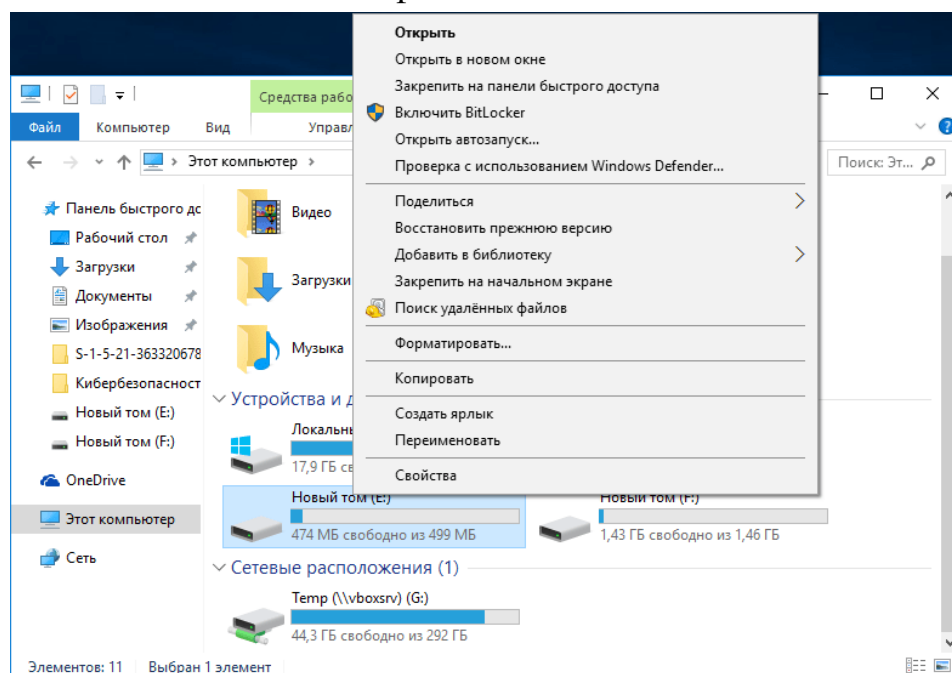 Открыть
Открыть в новом окне
Закрепить на панели быстрого доступа
Включить BitLocker
Открыть автозапуск...
Проверка с использованием Windows Defender...
Поделиться
Восстановить прежнюю версию
Добавить в библиотеку
Закрепить на начальном экране
Поиск удалённых файлов
Форматировать...
Копировать
Создать ярлык
Переименовать
Свойства
Средства рабо
Файл Компьютер Вид Управл
Этот компьютер
Поиск: Эт...
Панель быстрого дс
Рабочий стол
Загрузки
Документы
Изображения
S-1-5-21-363320678
Кибербезопасност
Новый том (E:)
Новый том (F:)
OneDrive
Этот компьютер
Сеть
Видео
Загрузки
Музыка
Устройства и д
Локальн
17,9 ГБ св
Новый том (E:)
474 МБ свободно из 499 МБ
Новый том (F:)
1,43 ГБ свободно из 1,46 ГБ
Сетевые расположения (1)
Temp (\\vboxsrv) (G:)
44,3 ГБ свободно из 292 ГБ
Элементов: 11 Выбран 1 элемент